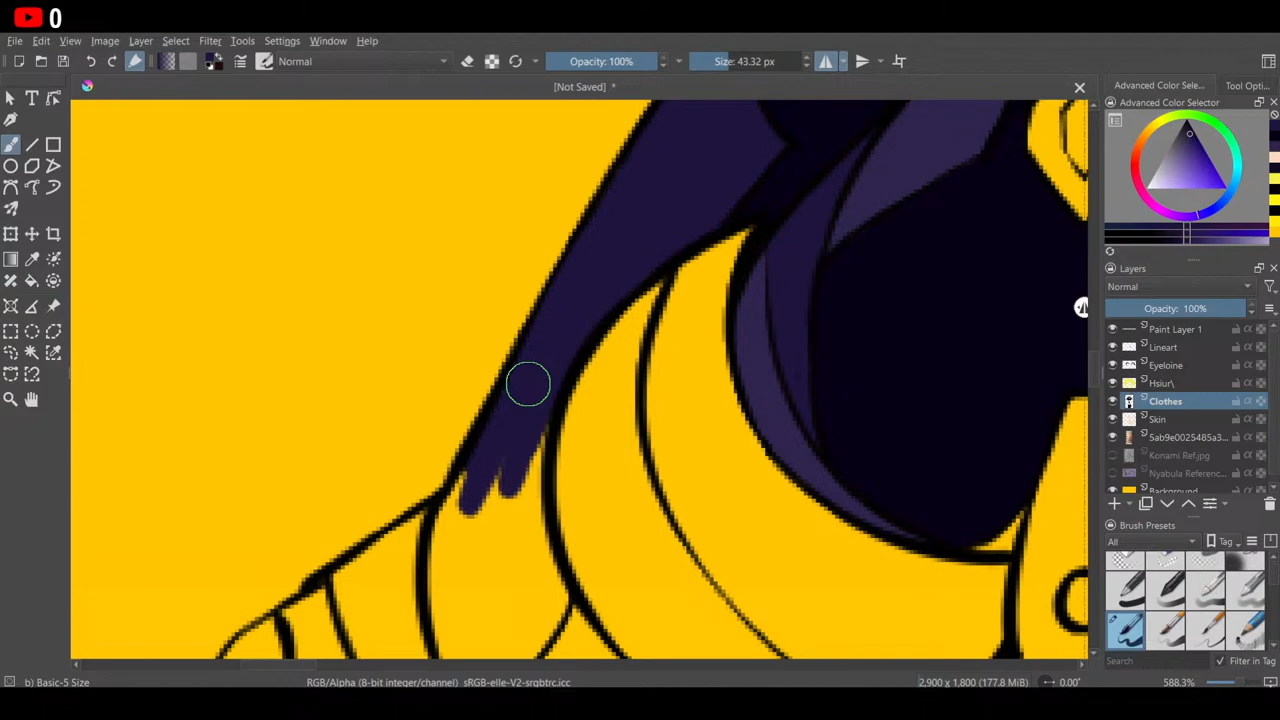 0
File Edit View Image Layer Select Filter Tools Settings Window Help
Normal Opacity: 100% Size: 43.32 px
[Not Saved] *
Advanced Color Sele... Tool Opti...
Advanced Color Selector
Layers
Normal
Opacity: 100%
Paint Layer 1
Lineart
Eyeloine
Hsiur\
Clothes
Skin
5ab9e0025485a3...
Konami Ref.jpg
Nyabula Referenc...
Background
Brush Presets
All Tag
Search Filter in Tag
b) Basic-5 Size RGB/Alpha (8-bit integer/channel) sRGB-elle-V2-srgbtrc.icc 2,900 x 1,800 (177.8 MiB) 0.00° 588.3%